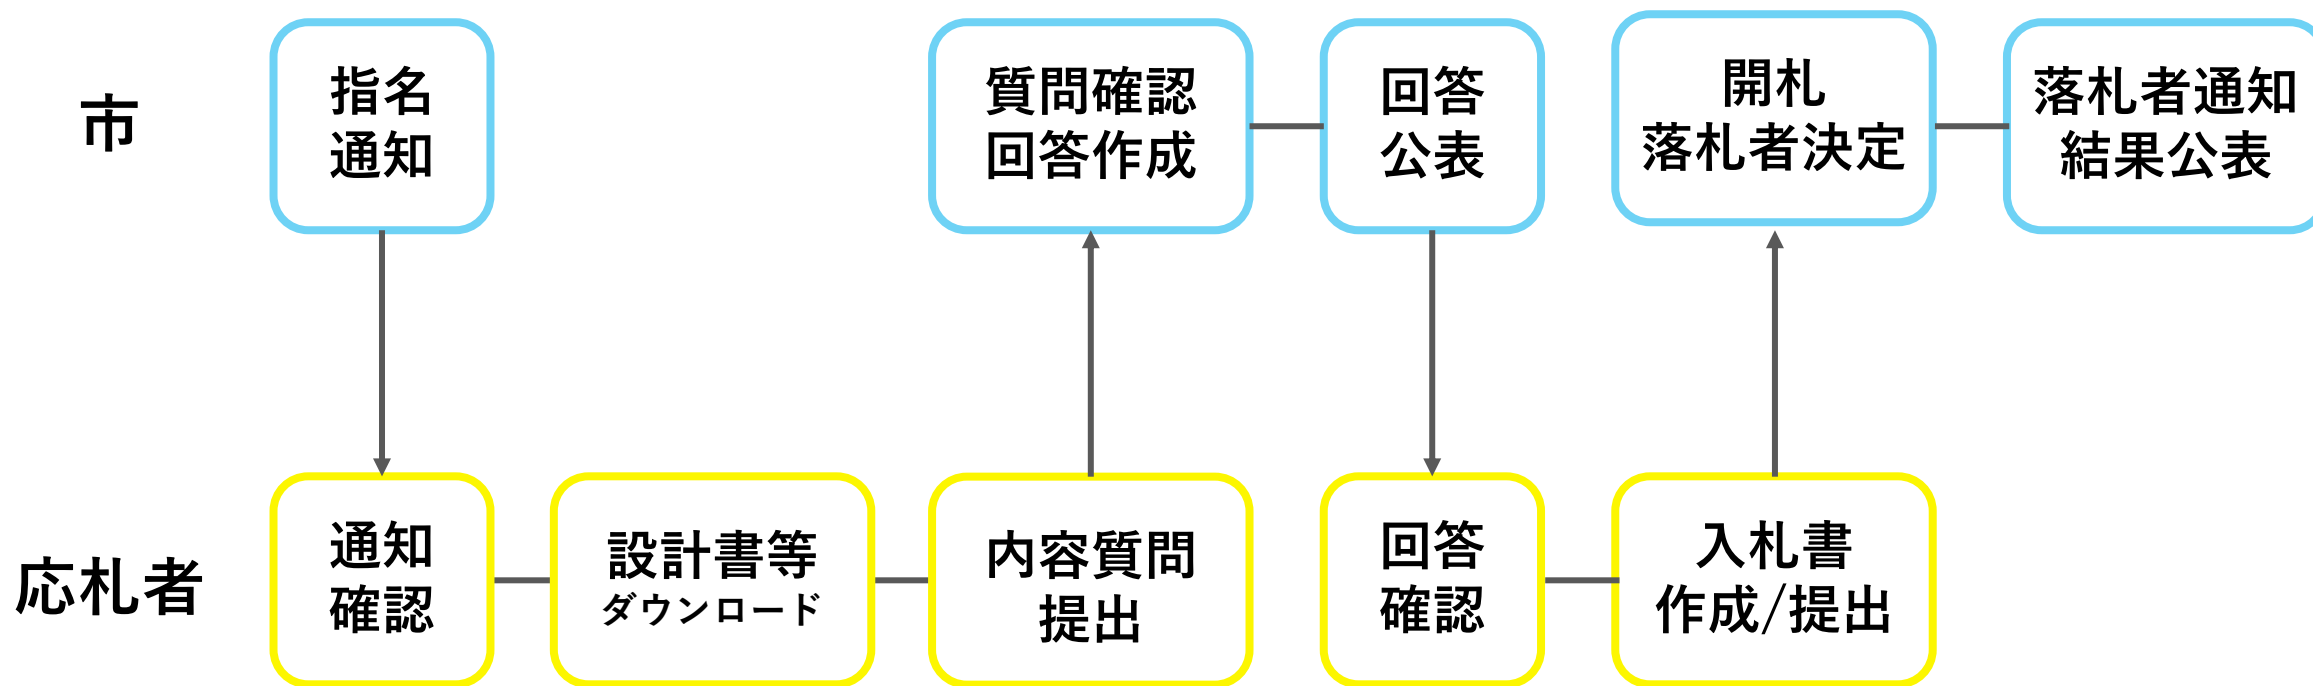 市
指名
通知
質問確認
回答作成
回答
公表
開札
落札者決定
落札者通知
結果公表
応札者
通知
確認
設計書等
ダウンロード
内容質問
提出
回答
確認
入札書
作成/提出